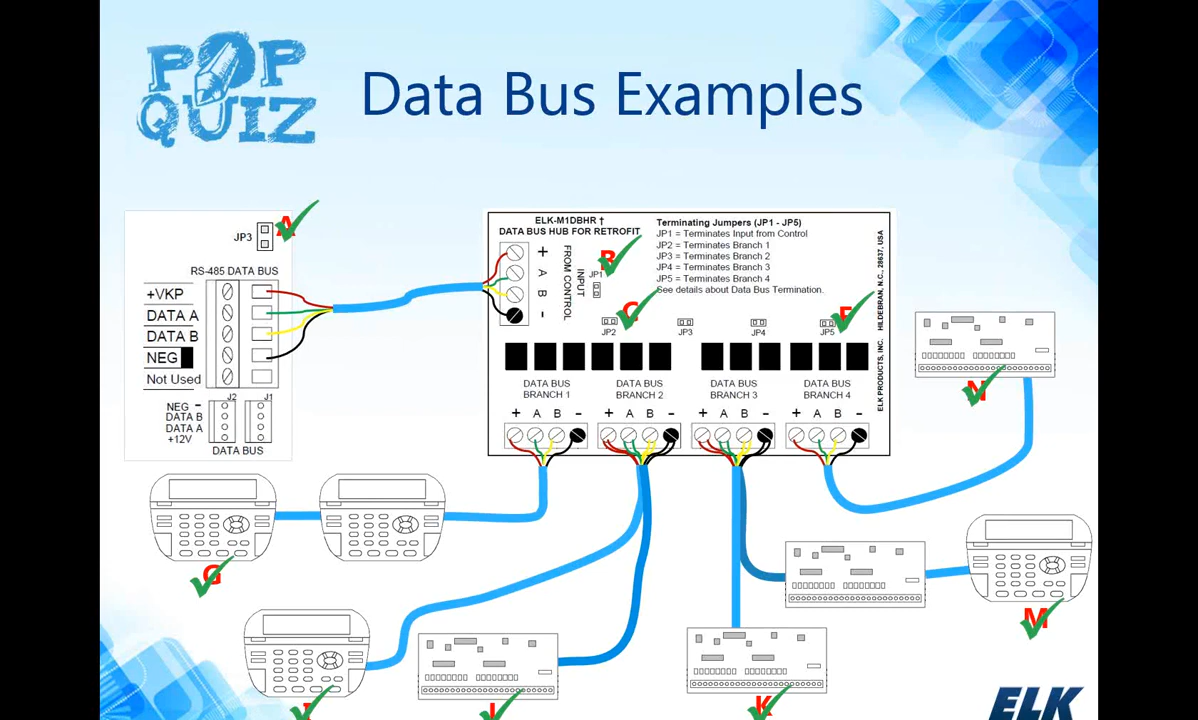 POP
QUIZ
Data Bus Examples
A
JP3
RS-485 DATA BUS
+VKP
DATA A
DATA B
NEG
Not Used
J2 J1
NEG -
DATA B
DATA A
+12V
DATA BUS
ELK-M1DBHR †
DATA BUS HUB FOR RETROFIT
+
A
B
-
INPUT
FROM CONTROL
B
JP1
Terminating Jumpers (JP1 - JP5)
JP1 = Terminates Input from Control
JP2 = Terminates Branch 1
JP3 = Terminates Branch 2
JP4 = Terminates Branch 3
JP5 = Terminates Branch 4
See details about Data Bus Termination.
C
JP2 JP3 JP4 JP5
DATA BUS
BRANCH 1
DATA BUS
BRANCH 2
DATA BUS
BRANCH 3
DATA BUS
BRANCH 4
+ A B - + A B - + A B - + A B -
ELK PRODUCTS, INC. HILDEBRAN, N.C., 28637, USA
N
G
M
K
ELK